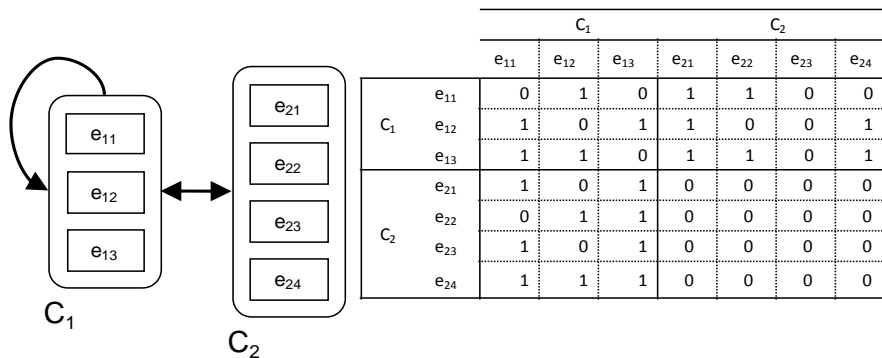 e11
e12
e13
C1
e21
e22
e23
e24
C2
C1 C2
e11 e12 e13 e21 e22 e23 e24
C1
e11 0 1 0 1 1 0 0
e12 1 0 1 1 0 0 1
e13 1 1 0 1 1 0 1
C2
e21 1 0 1 0 0 0 0
e22 0 1 1 0 0 0 0
e23 1 0 1 0 0 0 0
e24 1 1 1 0 0 0 0